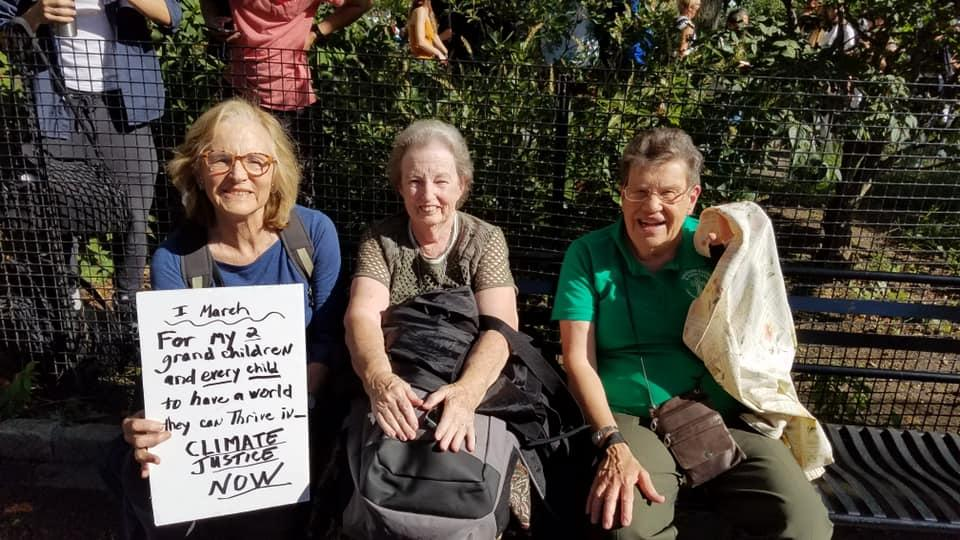 I March
For my 2
grand children
and every child
to have a world
they can Thrive in—
CLIMATE
JUSTICE
NOW